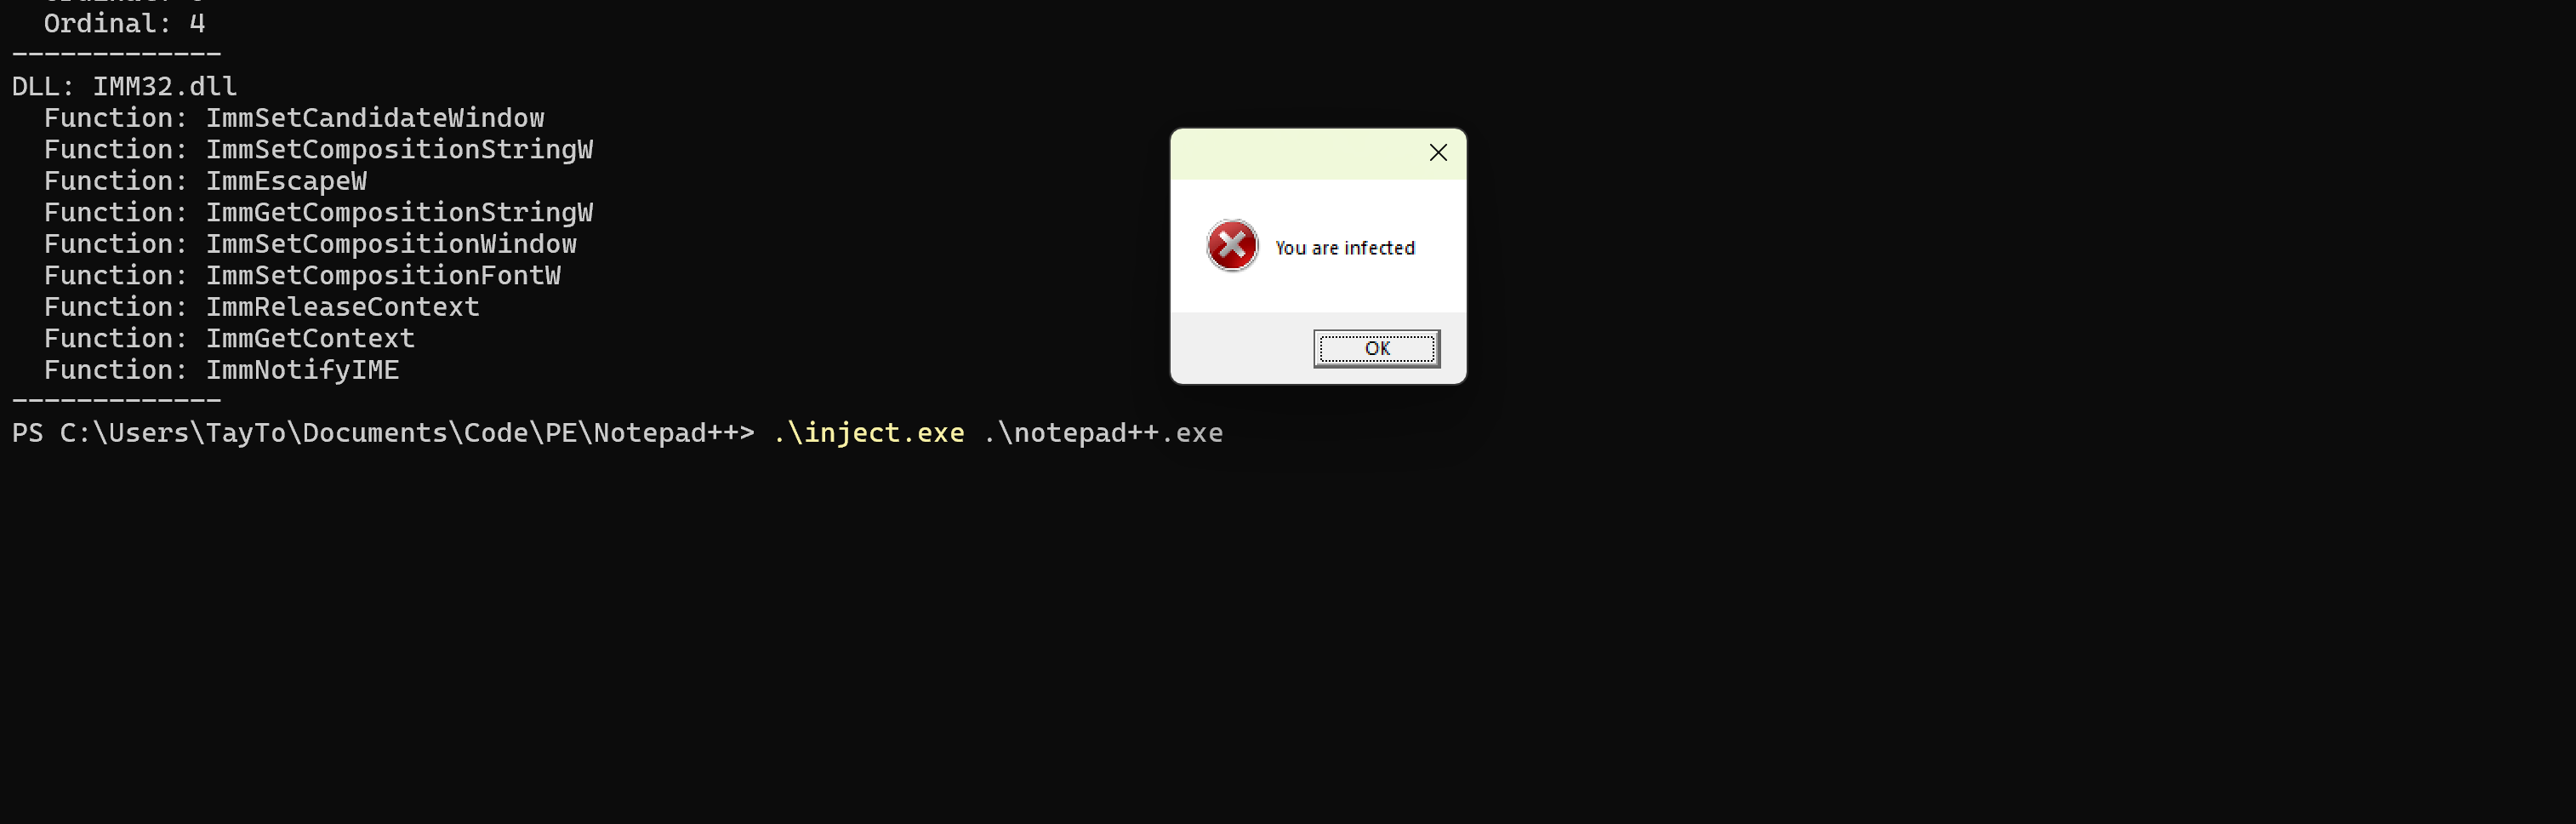 Ordinal: 4
-------------
DLL: IMM32.dll
Function: ImmSetCandidateWindow
Function: ImmSetCompositionStringW
Function: ImmEscapeW
Function: ImmGetCompositionStringW
Function: ImmSetCompositionWindow
Function: ImmSetCompositionFontW
Function: ImmReleaseContext
Function: ImmGetContext
Function: ImmNotifyIME
-------------
PS C:\Users\TayTo\Documents\Code\PE\Notepad++> .\inject.exe .\notepad++.exe
You are infected
OK